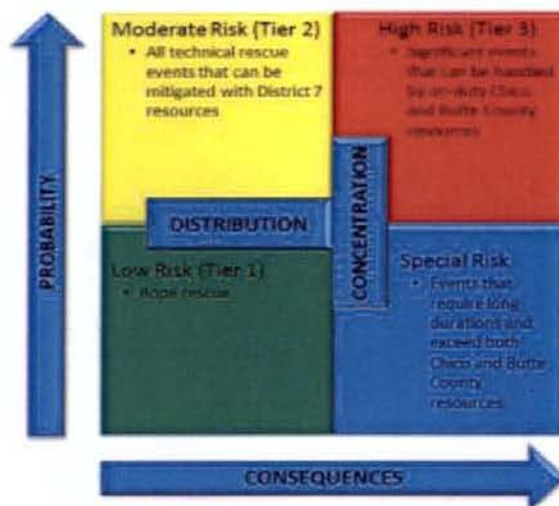 Moderate Risk (Tier 2)
• All technical rescue
events that can be
mitigated with District 7
resources
High Risk (Tier 3)
• Significant events
that can be handled
by on-duty Chico
and Butte County
resources
PROBABILITY
DISTRIBUTION
CONCENTRATION
Low Risk (Tier 1)
• Rope rescue
Special Risk
• Events that
require long
durations and
exceed both
Chico and Butte
County
resources
CONSEQUENCES